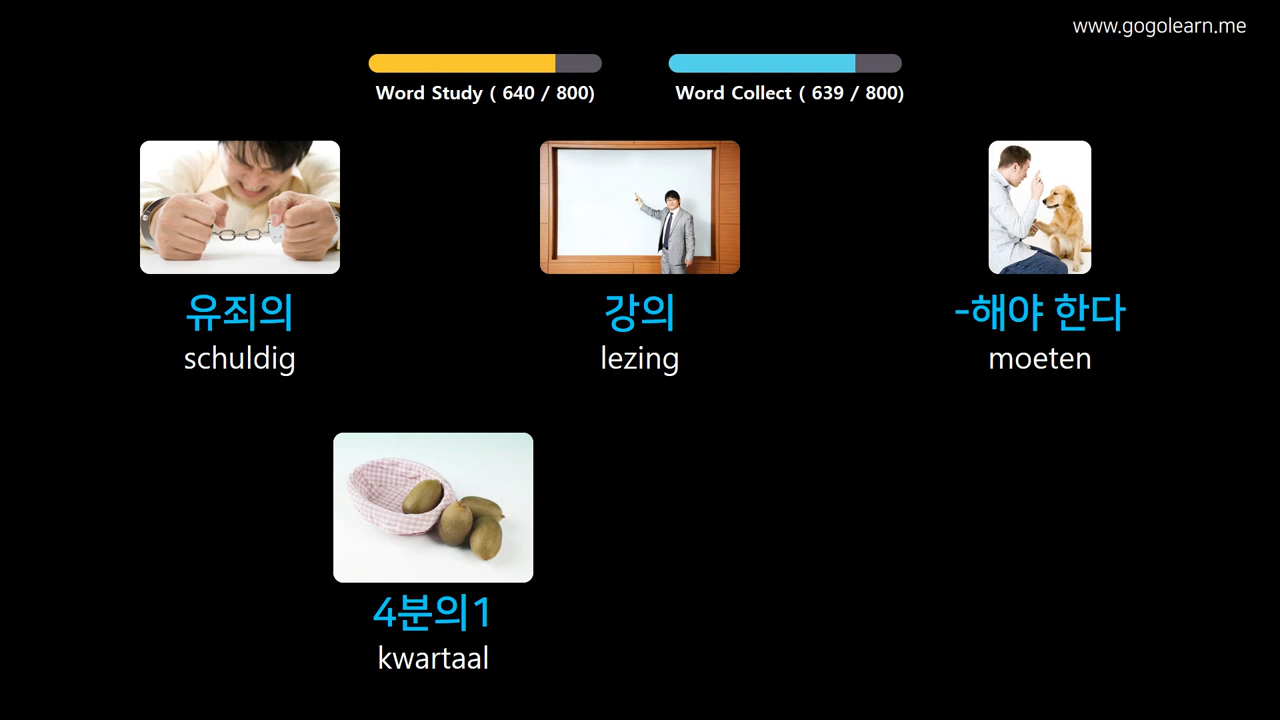 www.gogolearn.me
Word Study ( 640 / 800)
Word Collect ( 639 / 800)
유죄의
schuldig
강의
lezing
-해야 한다
moeten
4분의1
kwartaal